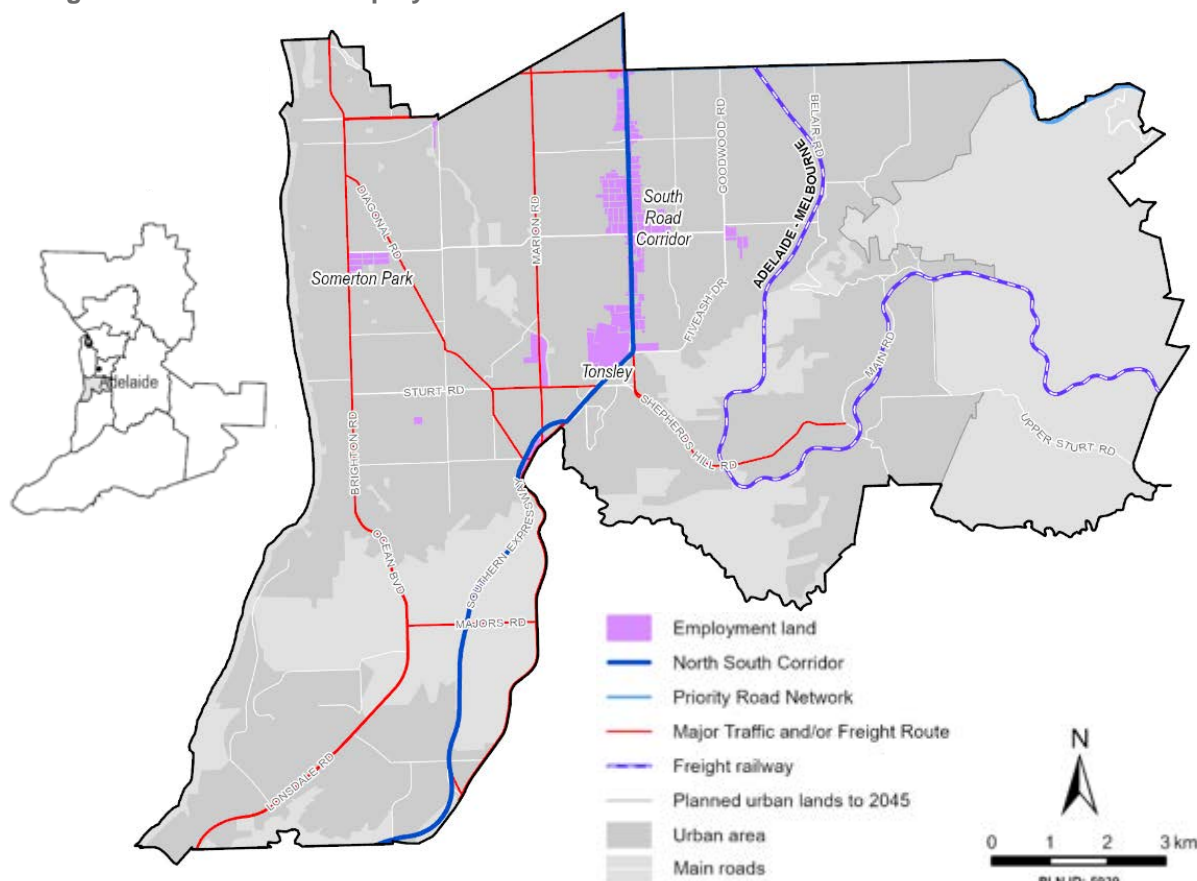 DIAGONAL RD
MARION RD
South
Road
Corridor
GOODWOOD RD
BELAIR RD
ADELAIDE - MELBOURNE
Somerton Park
FIVEASH DR
Adelaide
Tonsley
MAIN RD
STURT RD
SHEPHERDS HILL RD
UPPER STURT RD
BRIGHTON RD
OCEAN BVD
SOUTHERN EXPRESSWAY
MAJORS RD
LONSDALE RD
Employment land
North South Corridor
Priority Road Network
Major Traffic and/or Freight Route
Freight railway
Planned urban lands to 2045
Urban area
Main roads
N
0 1 2 3 km